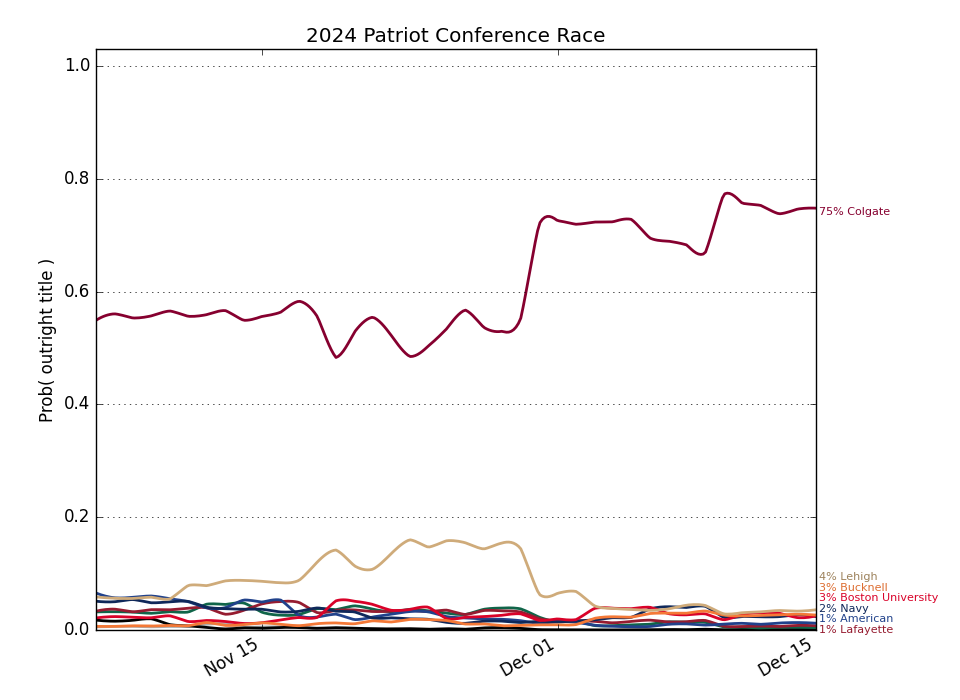 2024 Patriot Conference Race
Prob( outright title )
1.0
0.8
0.6
0.4
0.2
0.0
Nov 15
Dec 01
Dec 15
75% Colgate
4% Lehigh
3% Bucknell
3% Boston University
2% Navy
1% American
1% Lafayette